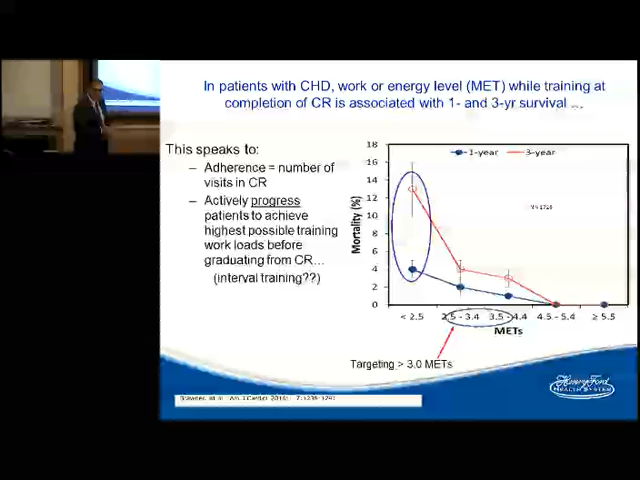 In patients with CHD, work or energy level (MET) while training at
completion of CR is associated with 1- and 3-yr survival ...
This speaks to:
– Adherence = number of
visits in CR
– Actively progress
patients to achieve
highest possible training
work loads before
graduating from CR…
(interval training??)
18
16
14
12
10
8
6
4
2
0
Mortality (%)
1-year
3-year
< 2.5
2.5 - 3.4
3.5 - 4.4
4.5 - 5.4
≥ 5.5
METs
Targeting > 3.0 METs
Henry Ford
HEALTH SYSTEM